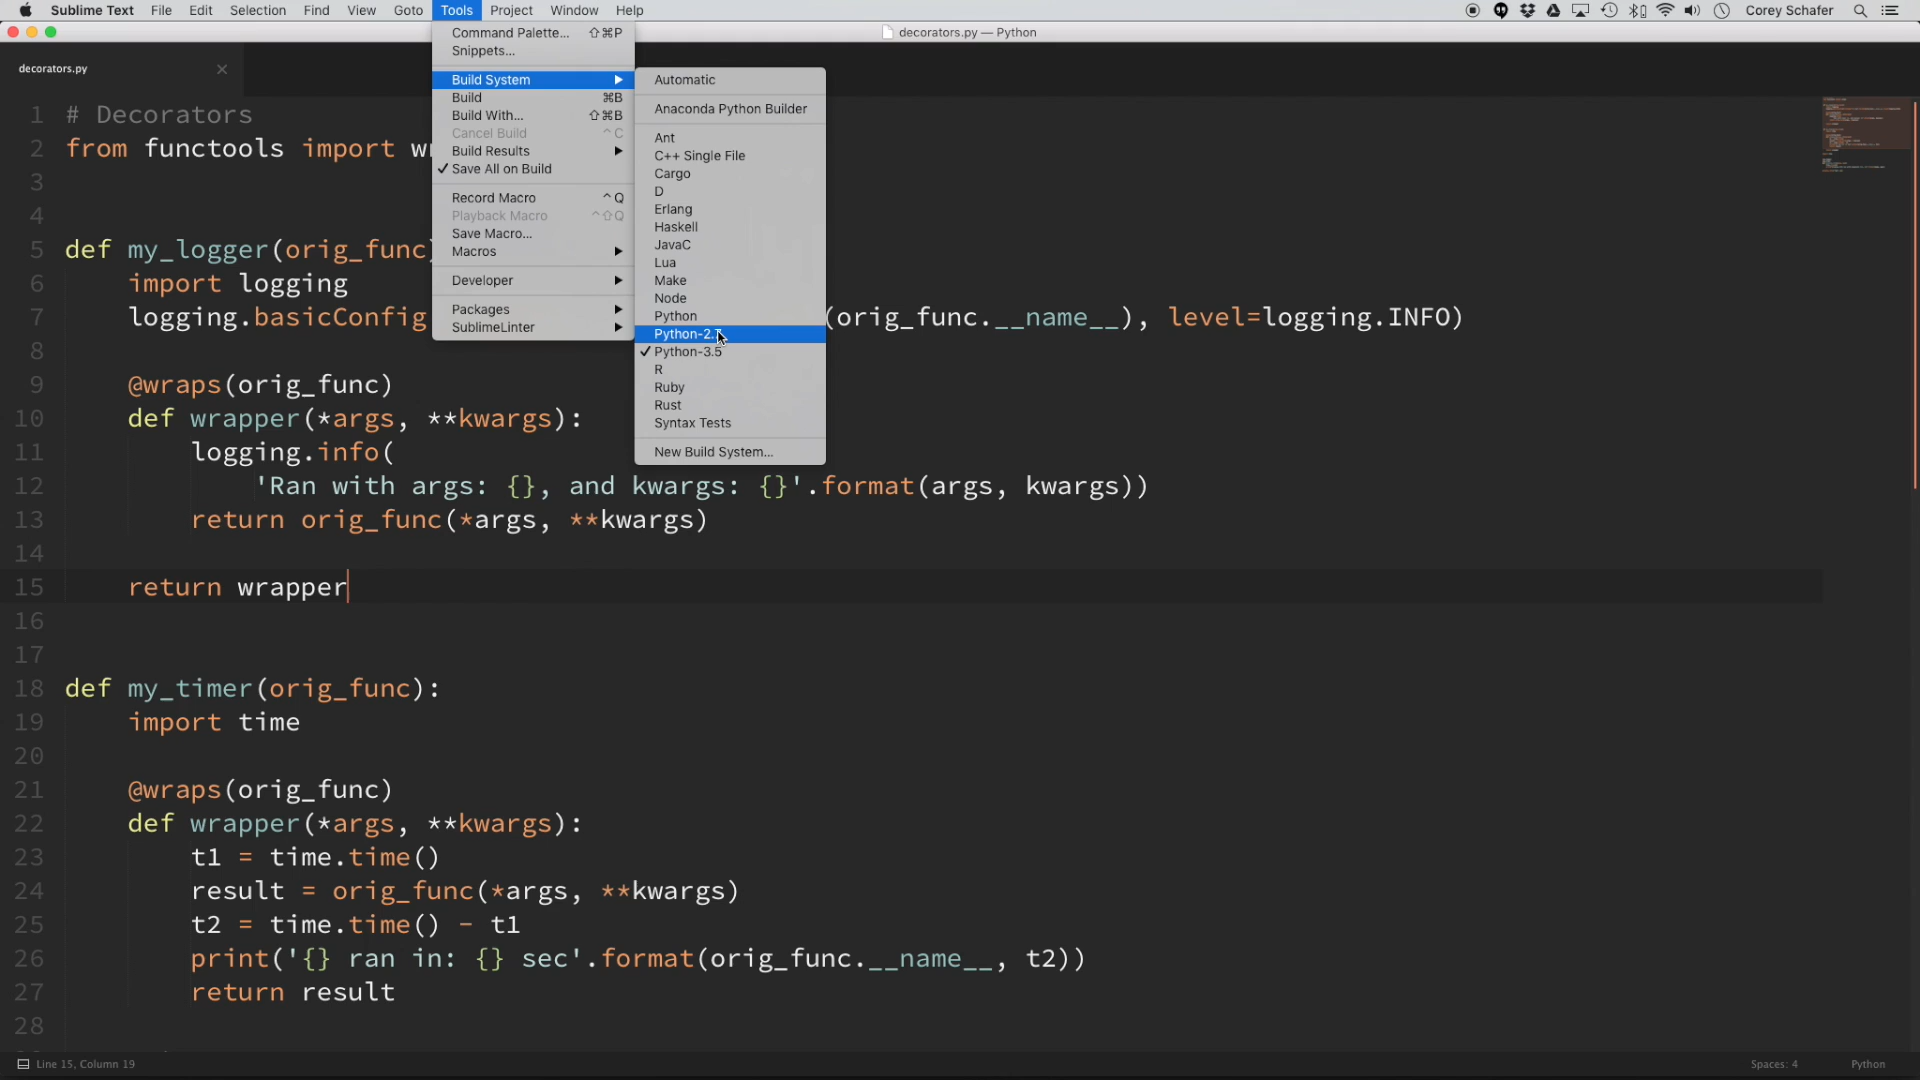 Sublime Text File Edit Selection Find View Goto Tools Project Window Help Corey Schafer
decorators.py — Python
decorators.py
Command Palette... ⇧⌘P
Snippets...
Build System
Build ⌘B
Build With... ⇧⌘B
Cancel Build ^C
Build Results
✓ Save All on Build
Record Macro ^Q
Playback Macro ^⇧Q
Save Macro...
Macros
Developer
Packages
SublimeLinter
Automatic
Anaconda Python Builder
Ant
C++ Single File
Cargo
D
Erlang
Haskell
JavaC
Lua
Make
Node
Python
✓ Python-3.5
R
Ruby
Rust
Syntax Tests
New Build System...
1 # Decorators
2 from functools import
3
4
5 def my_logger(orig_func)
6     import logging
7     logging.basicConfig (orig_func.__name__), level=logging.INFO)
8
9     @wraps(orig_func)
10     def wrapper(*args, **kwargs):
11         logging.info(
12             'Ran with args: {}, and kwargs: {}'.format(args, kwargs))
13         return orig_func(*args, **kwargs)
14
15     return wrapper
16
17
18 def my_timer(orig_func):
19     import time
20
21     @wraps(orig_func)
22     def wrapper(*args, **kwargs):
23         t1 = time.time()
24         result = orig_func(*args, **kwargs)
25         t2 = time.time() - t1
26         print('{} ran in: {} sec'.format(orig_func.__name__, t2))
27         return result
28
Line 15, Column 19 Spaces: 4 Python